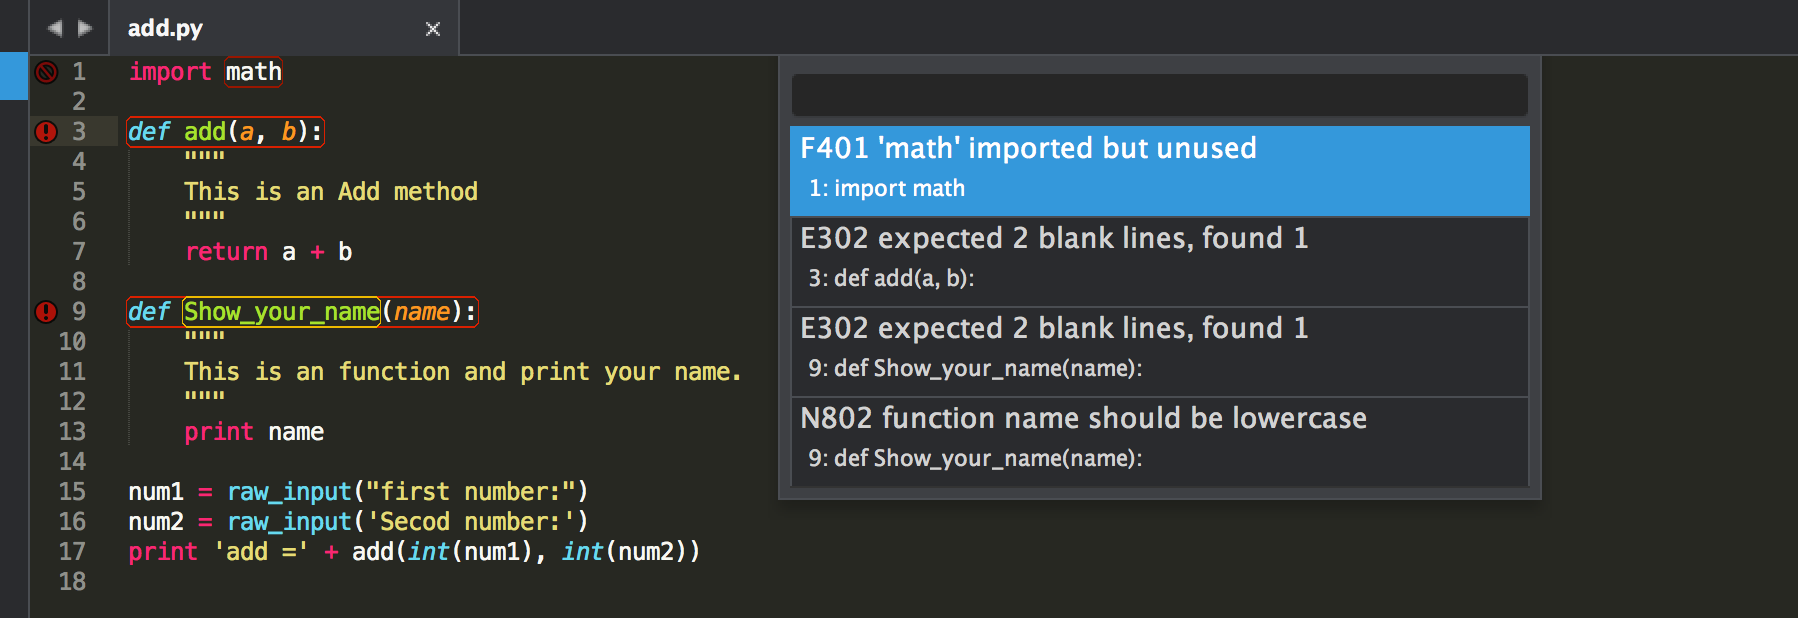 add.py ×
1 import math
2
3 def add(a, b):
4 """
5 This is an Add method
6 """
7 return a + b
8
9 def Show_your_name(name):
10 """
11 This is an function and print your name.
12 """
13 print name
14
15 num1 = raw_input("first number:")
16 num2 = raw_input('Secod number:')
17 print 'add =' + add(int(num1), int(num2))
18
F401 'math' imported but unused
1: import math
E302 expected 2 blank lines, found 1
3: def add(a, b):
E302 expected 2 blank lines, found 1
9: def Show_your_name(name):
N802 function name should be lowercase
9: def Show_your_name(name):